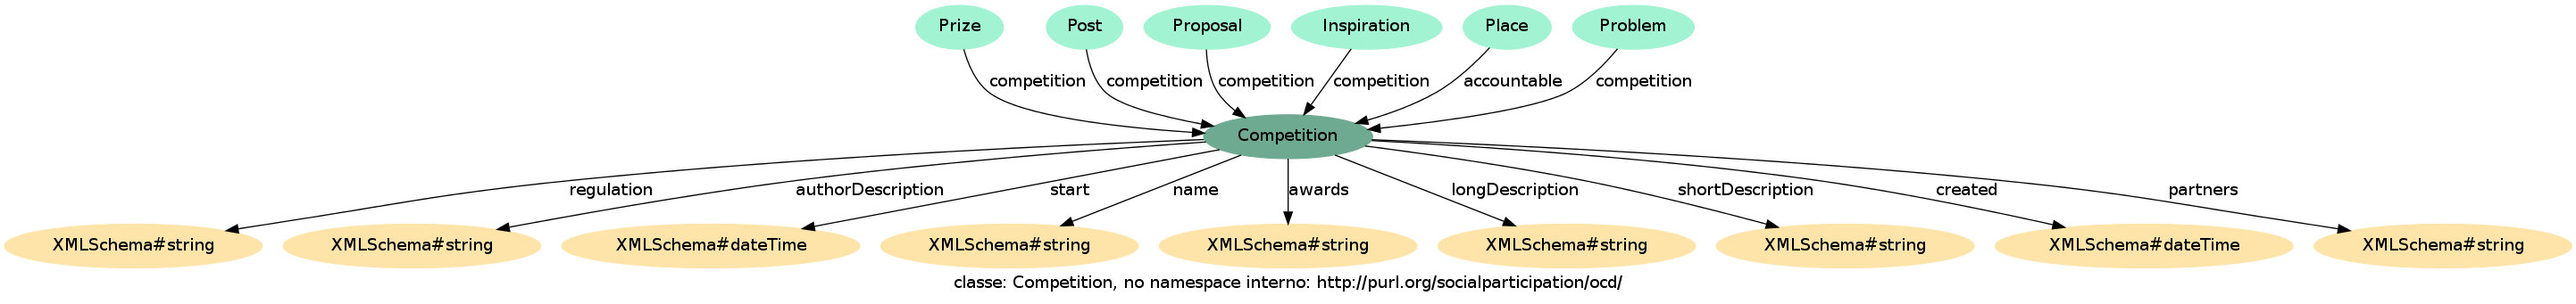 Prize Post Proposal Inspiration Place Problem
competition competition competition competition accountable competition
Competition
regulation authorDescription start name awards longDescription shortDescription created partners
XMLSchema#string XMLSchema#string XMLSchema#dateTime XMLSchema#string XMLSchema#string XMLSchema#string XMLSchema#string XMLSchema#dateTime XMLSchema#string
classe: Competition, no namespace interno: http://purl.org/socialparticipation/ocd/